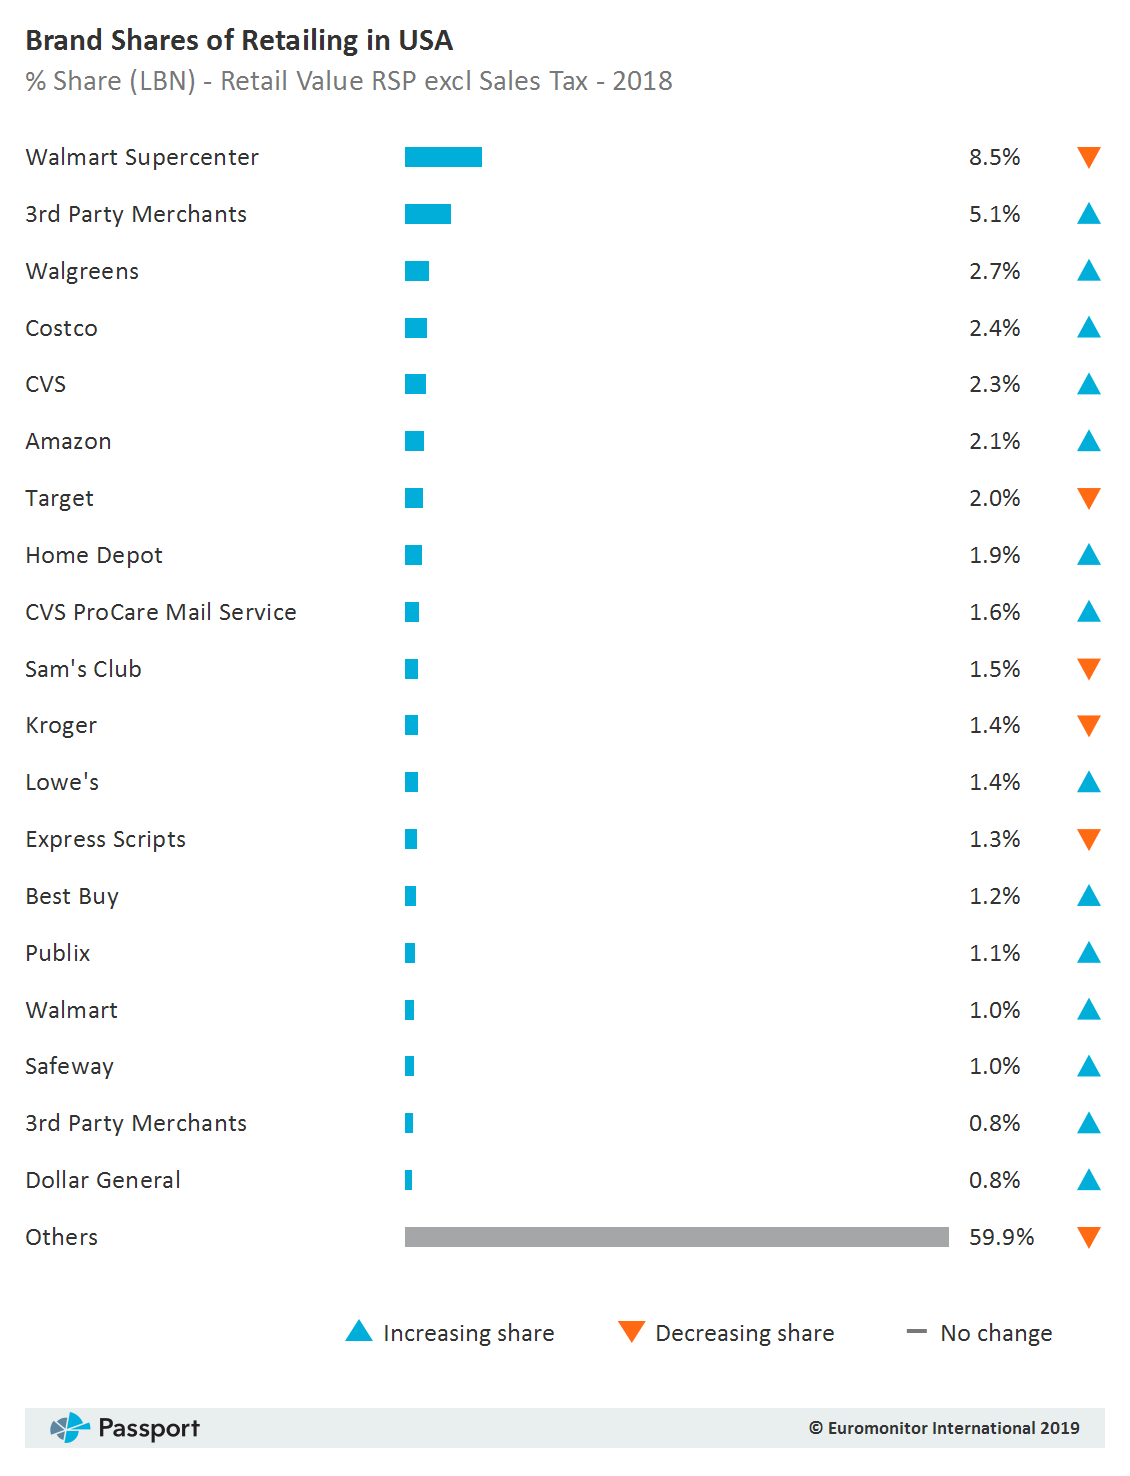 Brand Shares of Retailing in USA
% Share (LBN) - Retail Value RSP excl Sales Tax - 2018
Walmart Supercenter 8.5%
3rd Party Merchants 5.1%
Walgreens 2.7%
Costco 2.4%
CVS 2.3%
Amazon 2.1%
Target 2.0%
Home Depot 1.9%
CVS ProCare Mail Service 1.6%
Sam's Club 1.5%
Kroger 1.4%
Lowe's 1.4%
Express Scripts 1.3%
Best Buy 1.2%
Publix 1.1%
Walmart 1.0%
Safeway 1.0%
3rd Party Merchants 0.8%
Dollar General 0.8%
Others 59.9%
Increasing share Decreasing share No change
Passport © Euromonitor International 2019